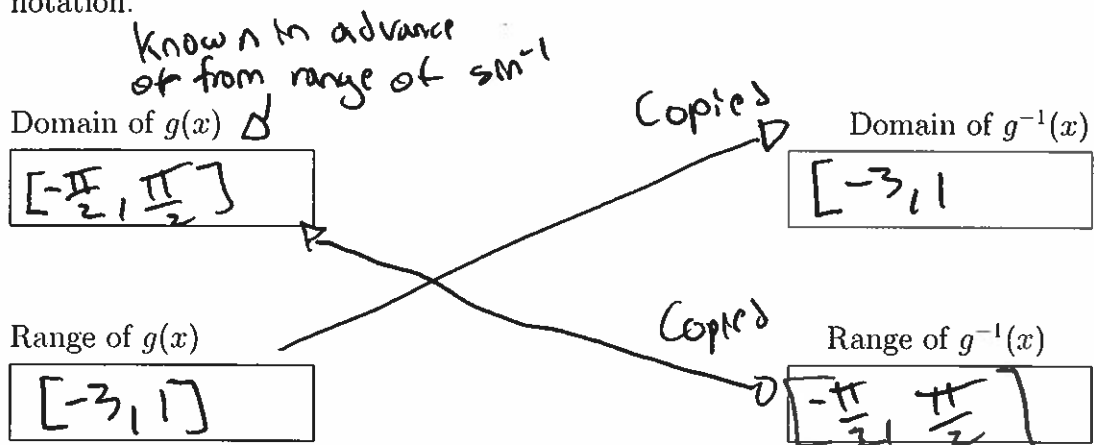 notation.
Known in advance
or from range of sin⁻¹
Domain of g(x)
[-π/2, π/2]
Copied
Domain of g⁻¹(x)
[-3, 1
Range of g(x)
[-3, 1]
Copied
Range of g⁻¹(x)
[-π/2, π/2]